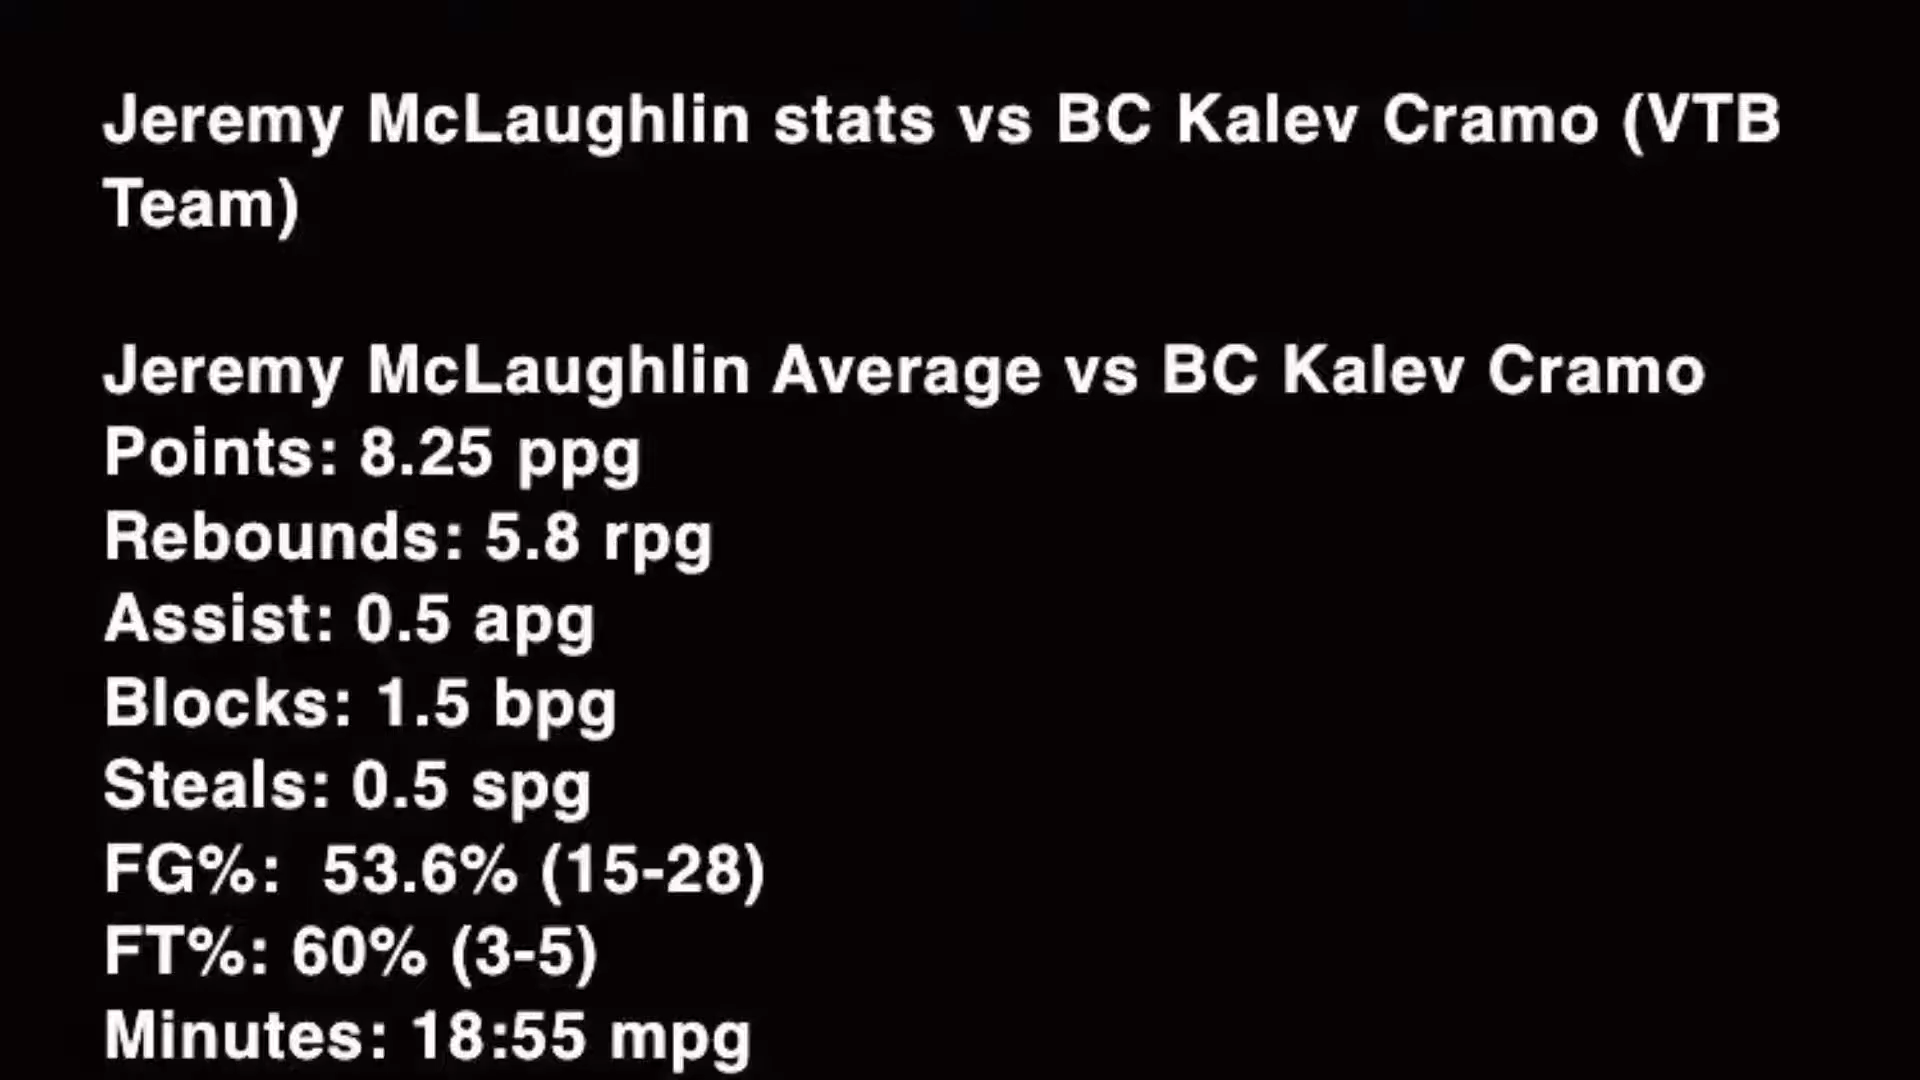 Jeremy McLaughlin stats vs BC Kalev Cramo (VTB
Team)
Jeremy McLaughlin Average vs BC Kalev Cramo
Points: 8.25 ppg
Rebounds: 5.8 rpg
Assist: 0.5 apg
Blocks: 1.5 bpg
Steals: 0.5 spg
FG%:  53.6% (15-28)
FT%: 60% (3-5)
Minutes: 18:55 mpg